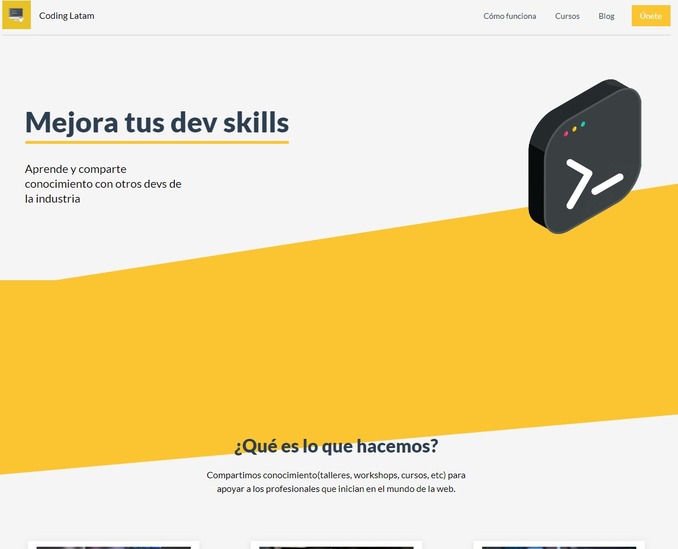 Coding Latam
Cómo funciona
Cursos
Blog
Únete
Mejora tus dev skills
Aprende y comparte
conocimiento con otros devs de
la industria
¿Qué es lo que hacemos?
Compartimos conocimiento(talleres, workshops, cursos, etc) para
apoyar a los profesionales que inician en el mundo de la web.